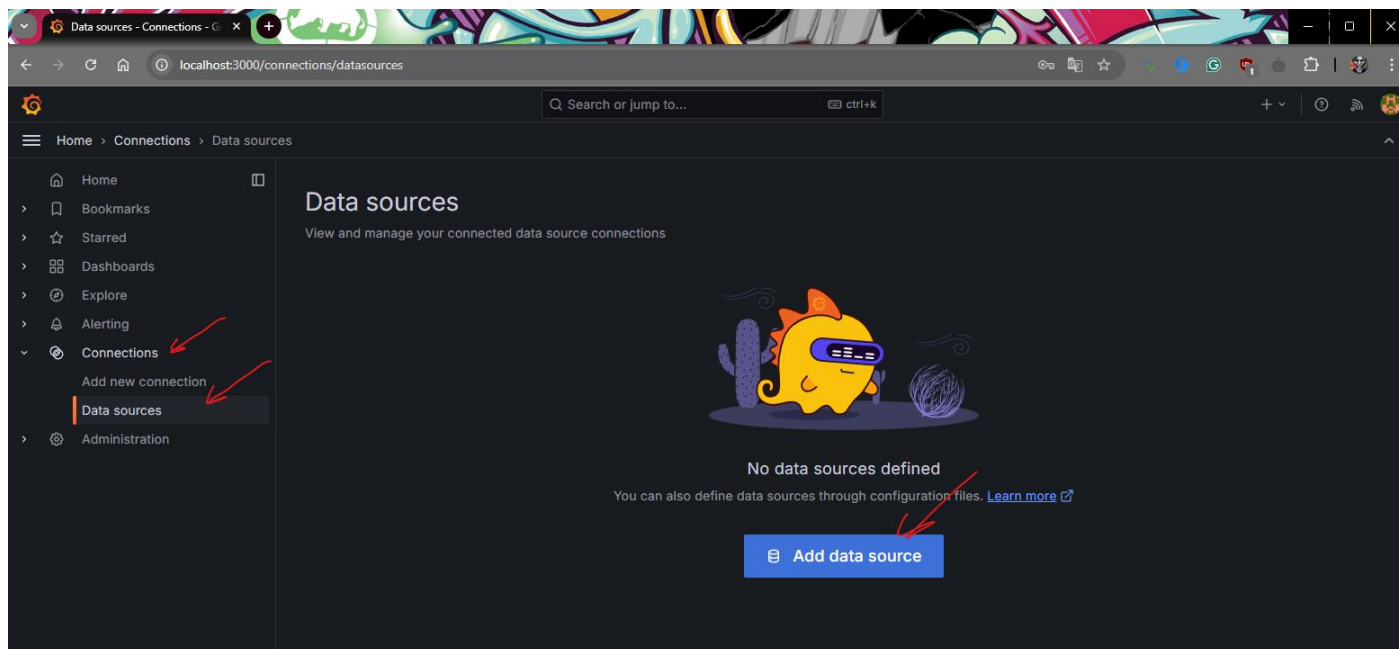 Data sources - Connections - G
localhost:3000/connections/datasources
Search or jump to... ctrl+k
Home › Connections › Data sources
Home
Bookmarks
Starred
Dashboards
Explore
Alerting
Connections
Add new connection
Data sources
Administration
Data sources
View and manage your connected data source connections
No data sources defined
You can also define data sources through configuration files. Learn more
Add data source